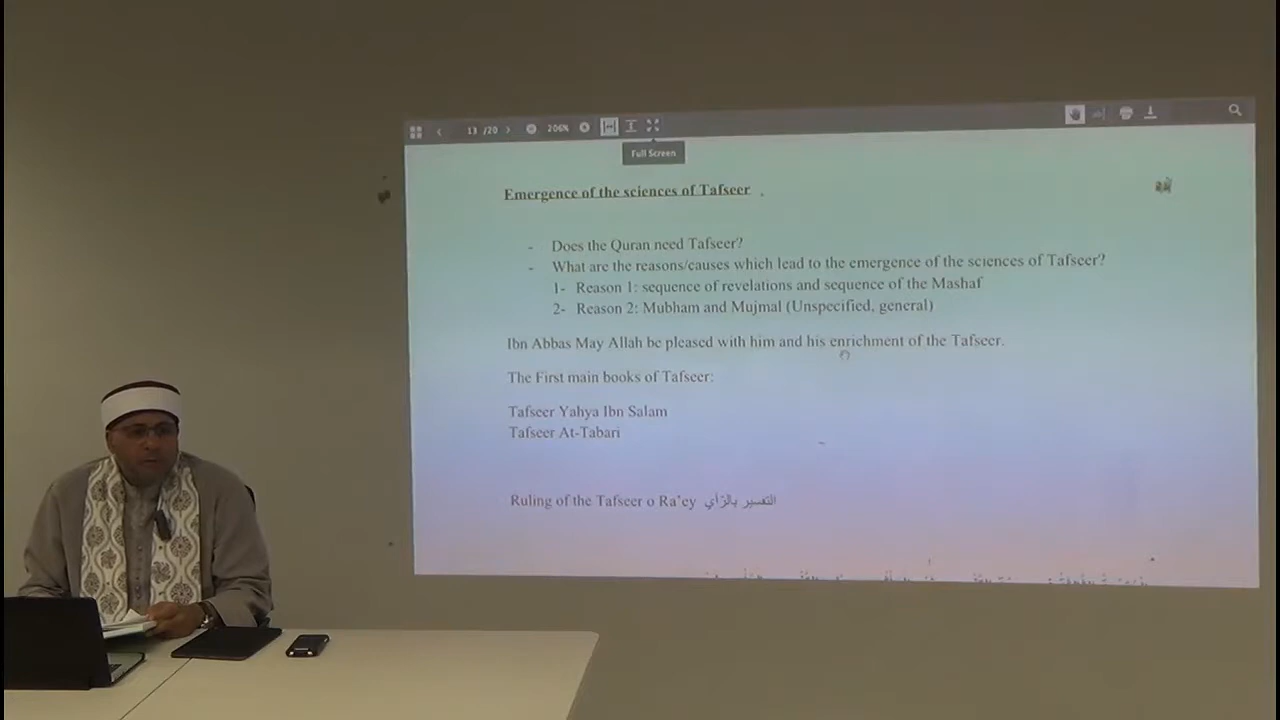 13 /20 206%
Full Screen
Emergence of the sciences of Tafseer .
- Does the Quran need Tafseer?
- What are the reasons/causes which lead to the emergence of the sciences of Tafseer?
1- Reason 1: sequence of revelations and sequence of the Mashaf
2- Reason 2: Mubham and Mujmal (Unspecified, general)
Ibn Abbas May Allah be pleased with him and his enrichment of the Tafseer.
The First main books of Tafseer:
Tafseer Yahya Ibn Salam
Tafseer At-Tabari
Ruling of the Tafseer o Ra’ey التفسير بالرأي